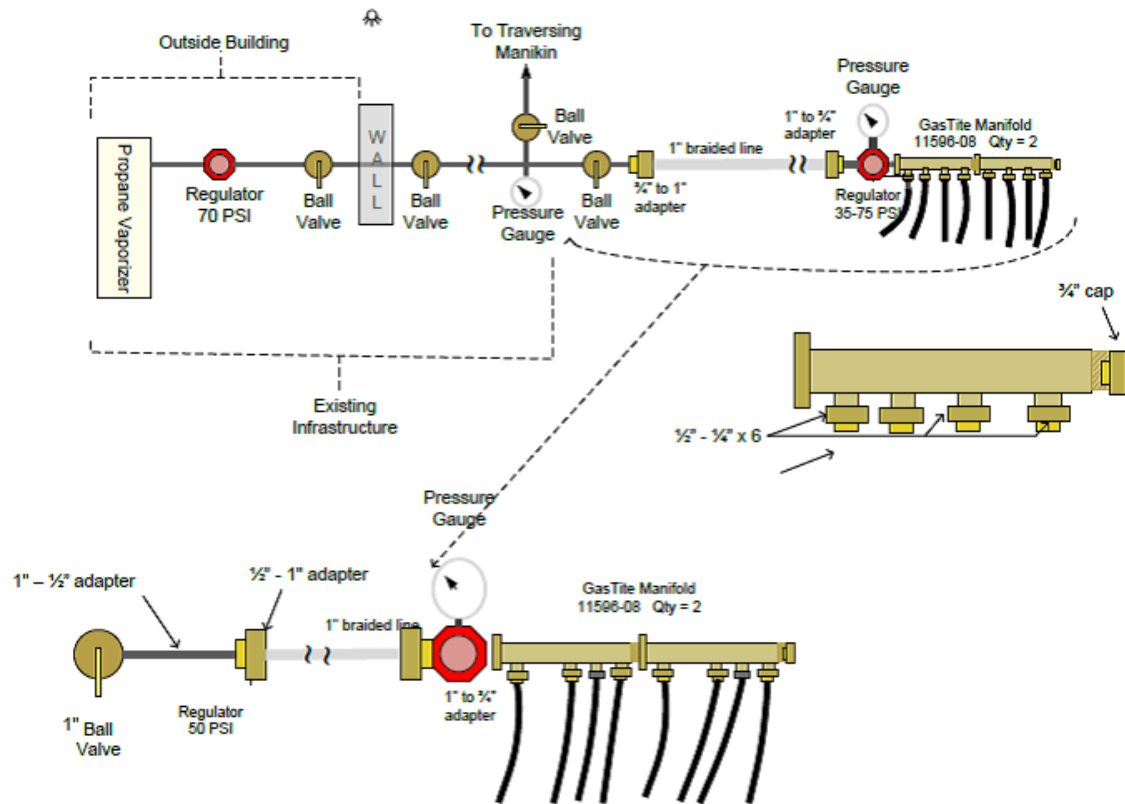 Outside Building
To Traversing
Manikin
Pressure
Gauge
Propane Vaporizer
WALL
Ball
Valve
1" to ¾"
adapter
GasTite Manifold
11596-08 Qty = 2
1" braided line
Regulator
70 PSI
Ball
Valve
Ball
Valve
Pressure
Gauge
Ball
Valve
¾" to 1"
adapter
Regulator
35-75 PSI
¾" cap
Existing
Infrastructure
½" - ¼" x 6
Pressure
Gauge
1" – ½" adapter
½" - 1" adapter
GasTite Manifold
11596-08 Qty = 2
1" braided line
1" Ball
Valve
Regulator
50 PSI
1" to ¾"
adapter